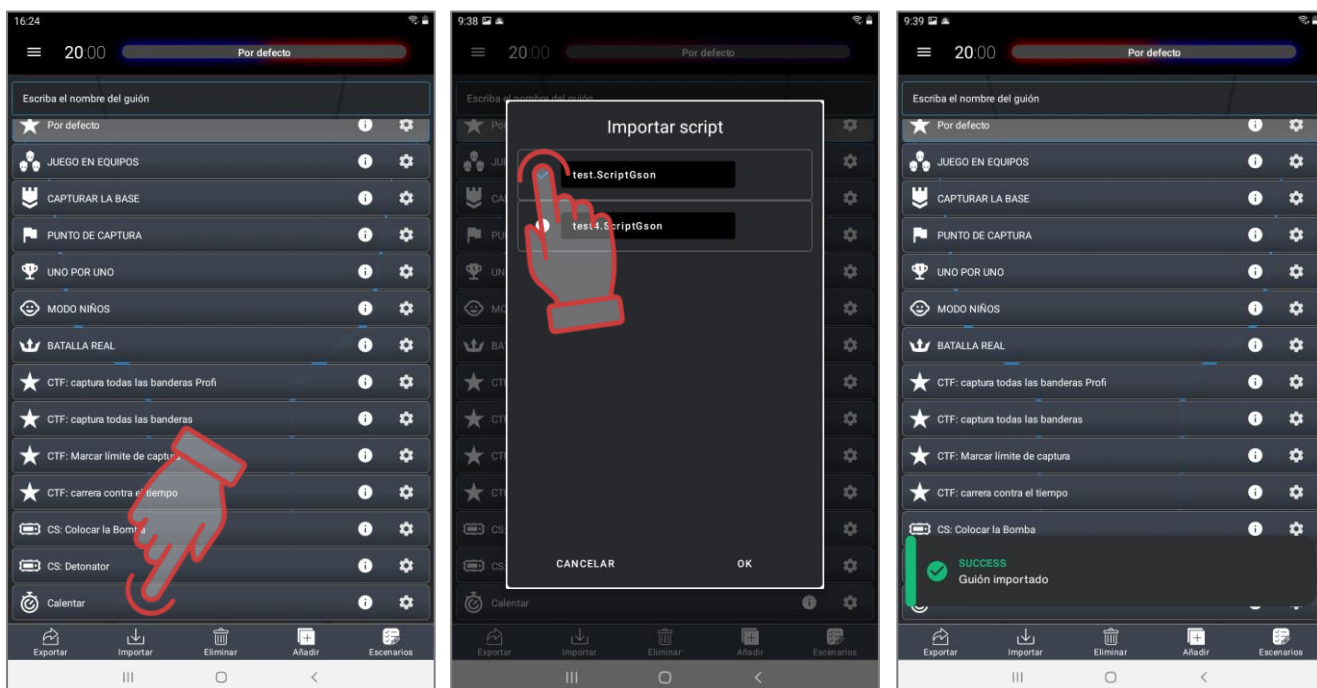 16:24
20:00 Por defecto
Escriba el nombre del guión
Por defecto
JUEGO EN EQUIPOS
CAPTURAR LA BASE
PUNTO DE CAPTURA
UNO POR UNO
MODO NIÑOS
BATALLA REAL
CTF: captura todas las banderas Profi
CTF: captura todas las banderas
CTF: Marcar límite de captura
CTF: carrera contra el tiempo
CS: Colocar la Bomba
CS: Detonator
Calentar
Exportar Importar Eliminar Añadir Escenarios
9:38
20:00 Por defecto
Escriba el nombre del guión
Importar script
test.ScriptGson
test4.ScriptGson
CANCELAR OK
Calentar
Exportar Importar Eliminar Añadir Escenarios
9:39
20:00 Por defecto
Escriba el nombre del guión
Por defecto
JUEGO EN EQUIPOS
CAPTURAR LA BASE
PUNTO DE CAPTURA
UNO POR UNO
MODO NIÑOS
BATALLA REAL
CTF: captura todas las banderas Profi
CTF: captura todas las banderas
CTF: Marcar límite de captura
CTF: carrera contra el tiempo
CS: Colocar la Bomba
SUCCESS
Guión importado
Exportar Importar Eliminar Añadir Escenarios